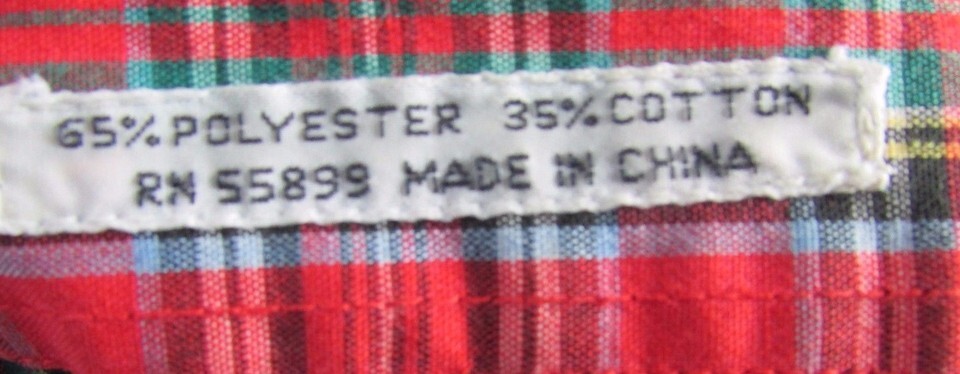 65% POLYESTER 35% COTTON
RN 55899 MADE IN CHINA